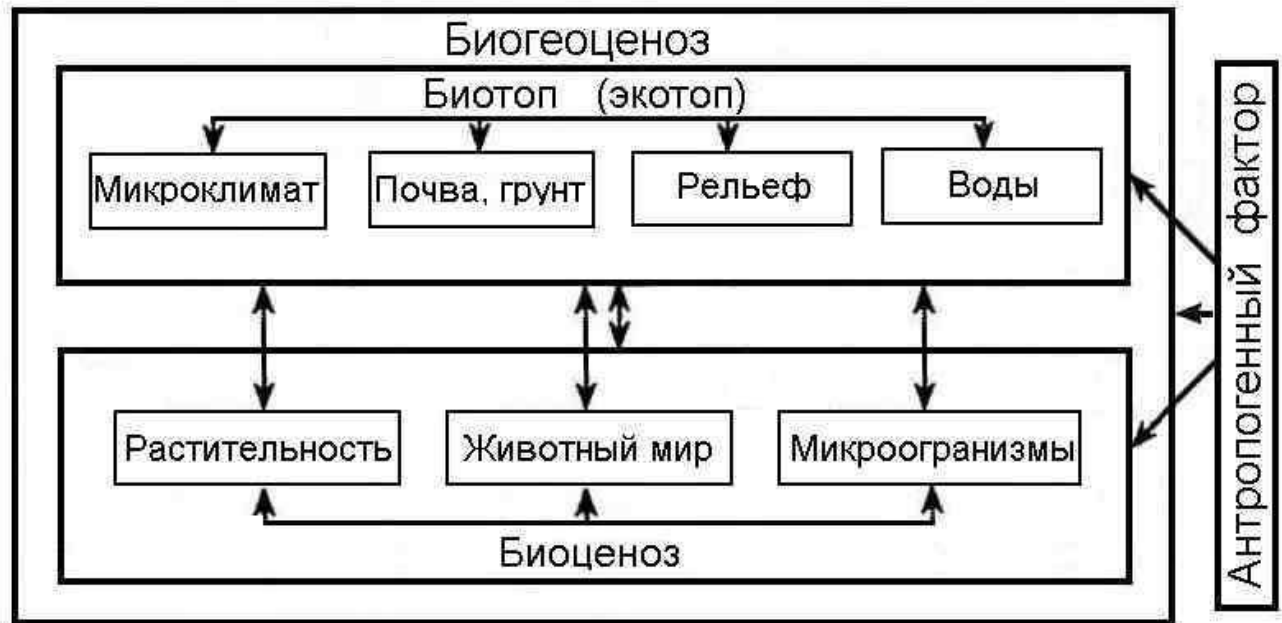 Биогеоценоз
Биотоп (экотоп)
Микроклимат
Почва, грунт
Рельеф
Воды
Растительность
Животный мир
Микроогранизмы
Биоценоз
Антропогенный фактор